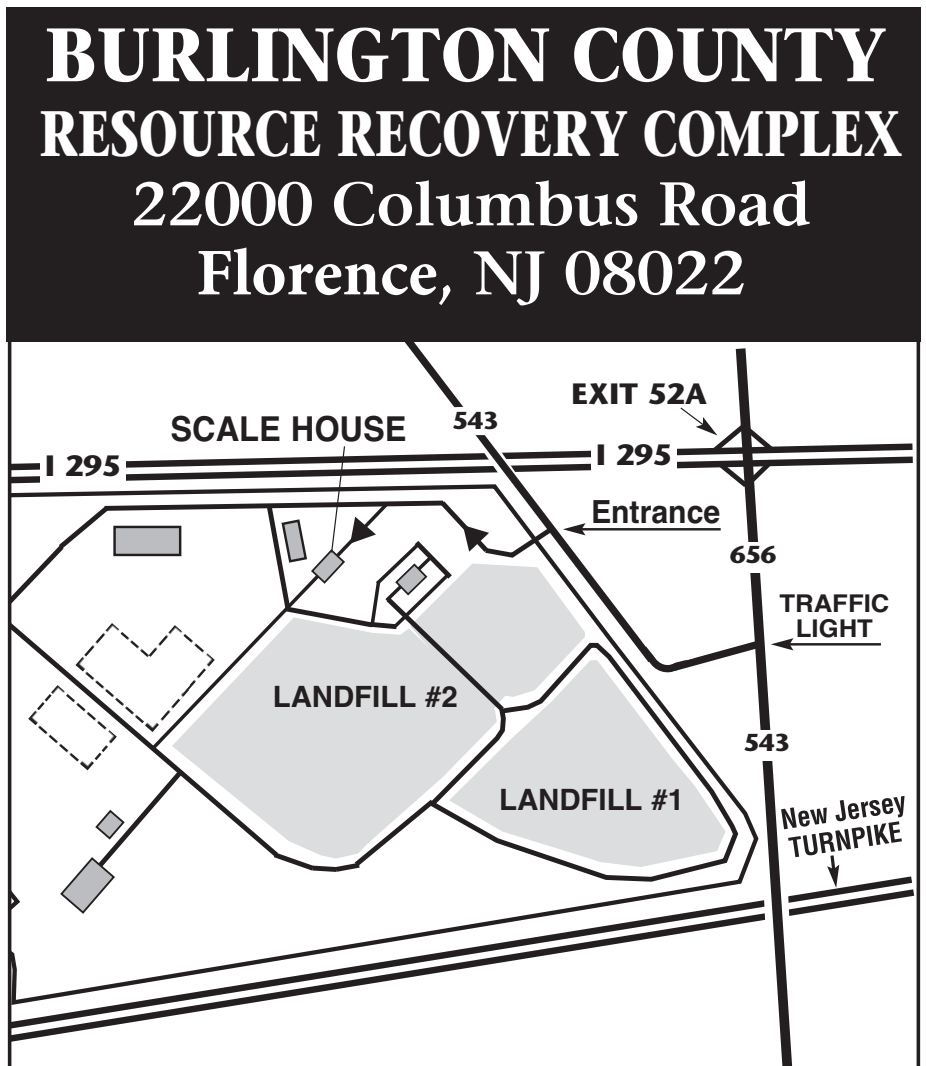 BURLINGTON COUNTY
RESOURCE RECOVERY COMPLEX
22000 Columbus Road
Florence, NJ 08022
EXIT 52A
543
SCALE HOUSE
I 295
I 295
Entrance
656
TRAFFIC
LIGHT
LANDFILL #2
543
LANDFILL #1
New Jersey
TURNPIKE